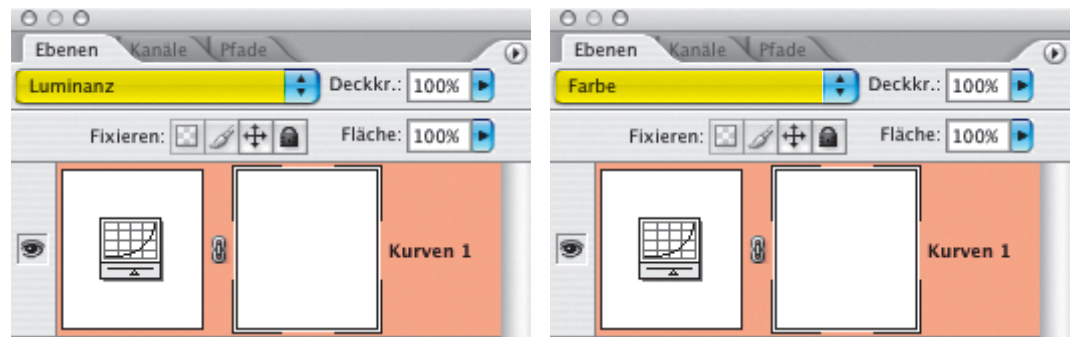 Ebenen Kanäle Pfade
Luminanz Deckkr.: 100%
Fixieren: Fläche: 100%
Kurven 1
Ebenen Kanäle Pfade
Farbe Deckkr.: 100%
Fixieren: Fläche: 100%
Kurven 1